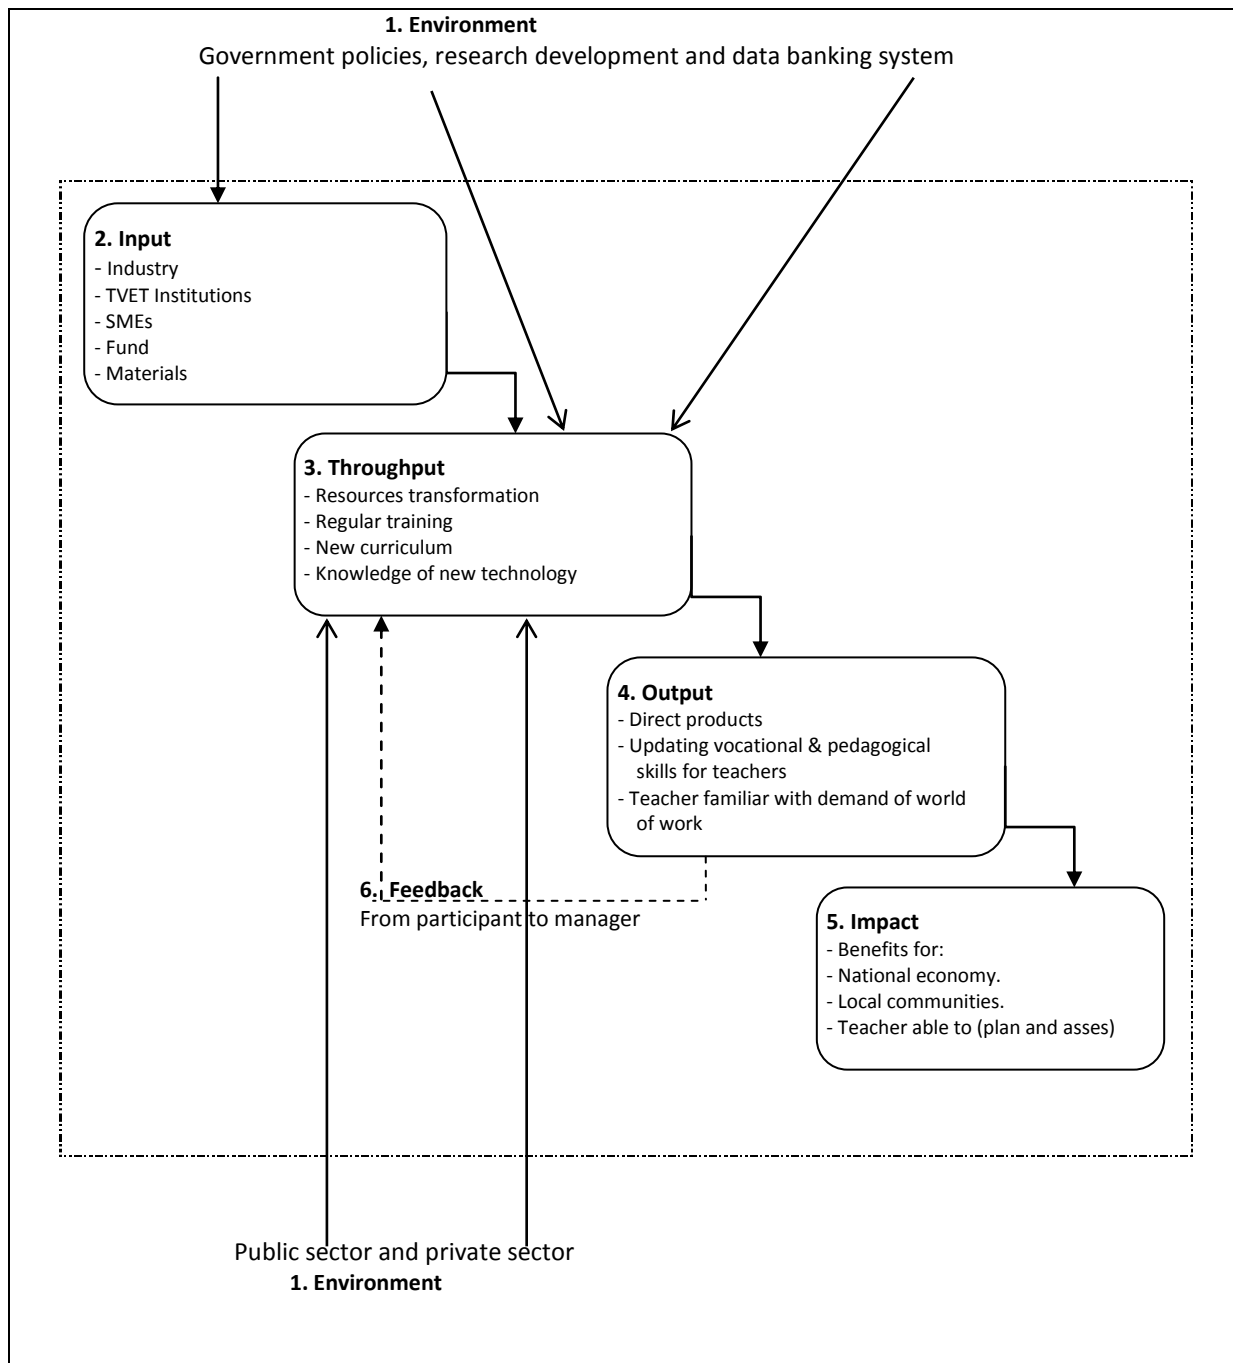 1. Environment
Government policies, research development and data banking system
2. Input
- Industry
- TVET Institutions
- SMEs
- Fund
- Materials
3. Throughput
- Resources transformation
- Regular training
- New curriculum
- Knowledge of new technology
4. Output
- Direct products
- Updating vocational & pedagogical
skills for teachers
- Teacher familiar with demand of world
of work
6. Feedback
From participant to manager
5. Impact
- Benefits for:
- National economy.
- Local communities.
- Teacher able to (plan and asses)
Public sector and private sector
1. Environment